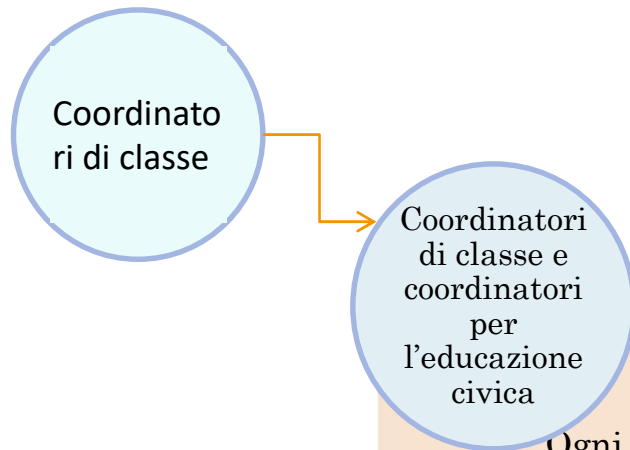 Coordinato
ri di classe
Coordinatori
di classe e
coordinatori
per
l’educazione
civica
Ogni